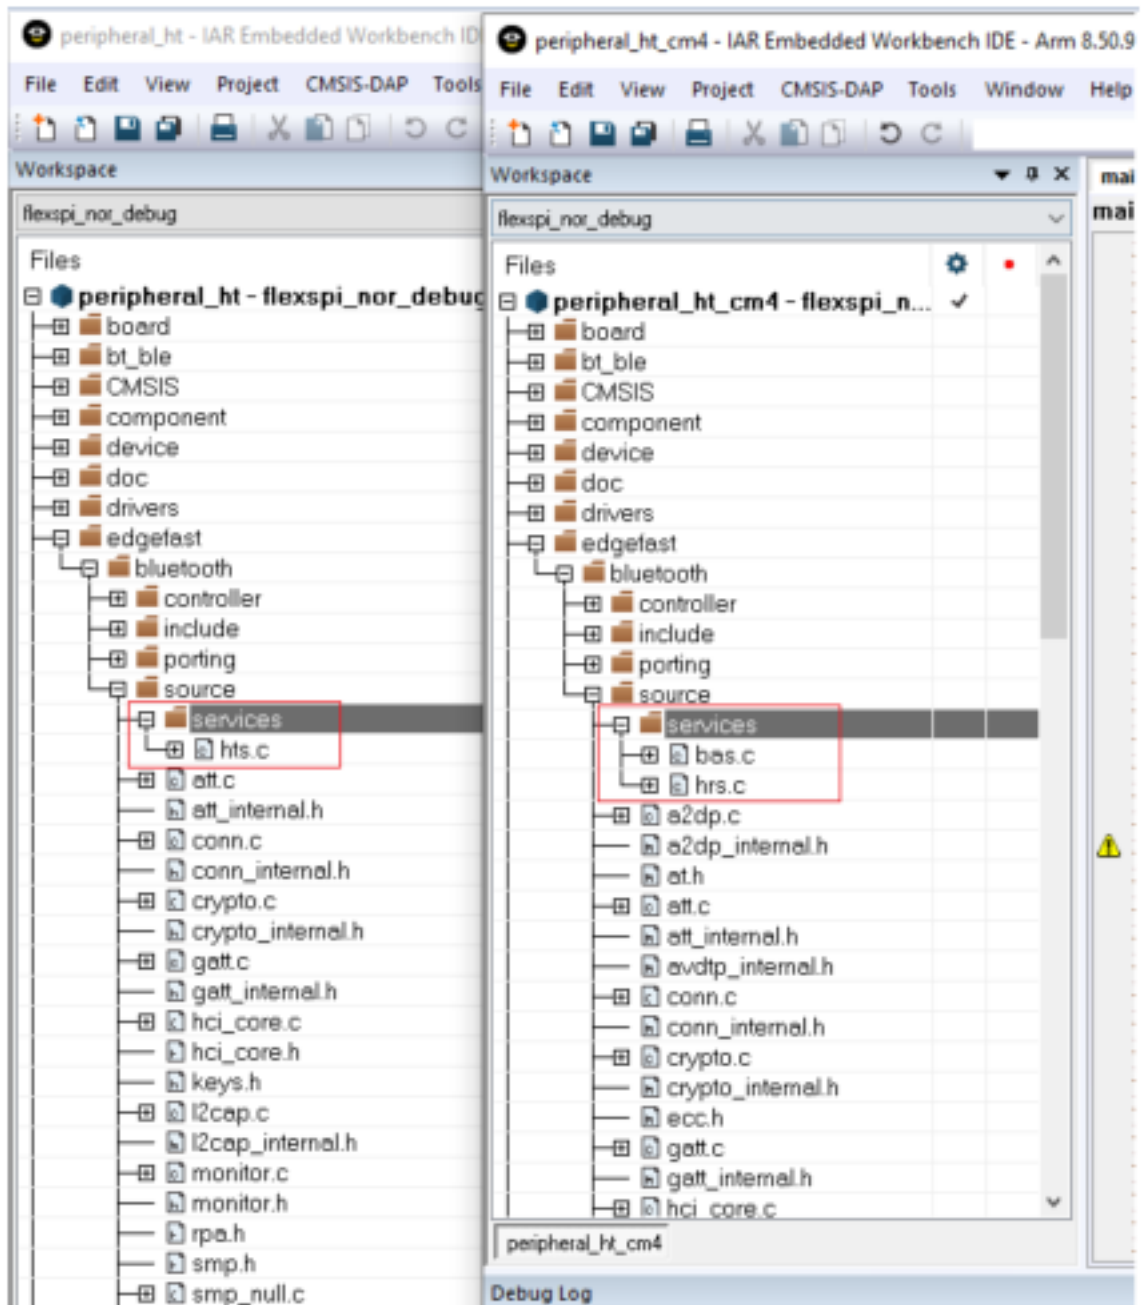 peripheral_ht - IAR Embedded Workbench ID
File Edit View Project CMSIS-DAP Tools
Workspace
flexspi_nor_debug
Files
peripheral_ht - flexspi_nor_debug
board
bt_ble
CMSIS
component
device
doc
drivers
edgefast
bluetooth
controller
include
porting
source
services
hts.c
att.c
att_internal.h
conn.c
conn_internal.h
crypto.c
crypto_internal.h
gatt.c
gatt_internal.h
hci_core.c
hci_core.h
keys.h
l2cap.c
l2cap_internal.h
monitor.c
monitor.h
rpa.h
smp.h
smp_null.c
peripheral_ht_cm4 - IAR Embedded Workbench IDE - Arm 8.50.9
File Edit View Project CMSIS-DAP Tools Window Help
Workspace
flexspi_nor_debug
Files
peripheral_ht_cm4 - flexspi_n...
board
bt_ble
CMSIS
component
device
doc
drivers
edgefast
bluetooth
controller
include
porting
source
services
bas.c
hrs.c
a2dp.c
a2dp_internal.h
at.h
att.c
att_internal.h
avdtp_internal.h
conn.c
conn_internal.h
crypto.c
crypto_internal.h
ecc.h
gatt.c
gatt_internal.h
hci_core.c
peripheral_ht_cm4
Debug Log
mai
mai